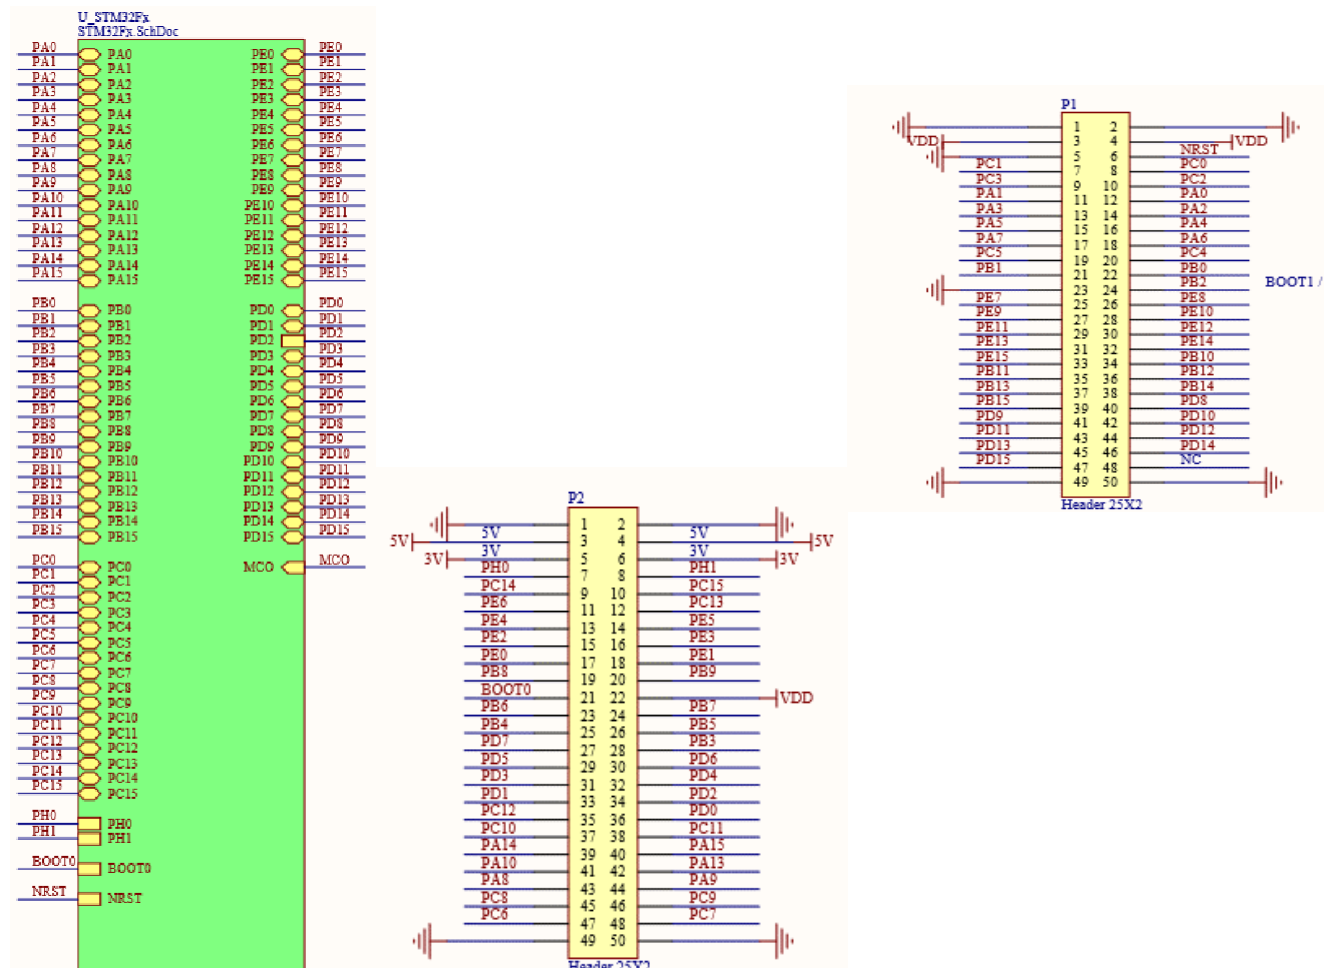 U_STM32Fx
STM32Fx.SchDoc
PA0 PA0 PE0 PE0
PA1 PA1 PE1 PE1
PA2 PA2 PE2 PE2
PA3 PA3 PE3 PE3
PA4 PA4 PE4 PE4
PA5 PA5 PE5 PE5
PA6 PA6 PE6 PE6
PA7 PA7 PE7 PE7
PA8 PA8 PE8 PE8
PA9 PA9 PE9 PE9
PA10 PA10 PE10 PE10
PA11 PA11 PE11 PE11
PA12 PA12 PE12 PE12
PA13 PA13 PE13 PE13
PA14 PA14 PE14 PE14
PA15 PA15 PE15 PE15
PB0 PB0 PD0 PD0
PB1 PB1 PD1 PD1
PB2 PB2 PD2 PD2
PB3 PB3 PD3 PD3
PB4 PB4 PD4 PD4
PB5 PB5 PD5 PD5
PB6 PB6 PD6 PD6
PB7 PB7 PD7 PD7
PB8 PB8 PD8 PD8
PB9 PB9 PD9 PD9
PB10 PB10 PD10 PD10
PB11 PB11 PD11 PD11
PB12 PB12 PD12 PD12
PB13 PB13 PD13 PD13
PB14 PB14 PD14 PD14
PB15 PB15 PD15 PD15
PC0 PC0 MCO MCO
PC1 PC1
PC2 PC2
PC3 PC3
PC4 PC4
PC5 PC5
PC6 PC6
PC7 PC7
PC8 PC8
PC9 PC9
PC10 PC10
PC11 PC11
PC12 PC12
PC13 PC13
PC14 PC14
PC15 PC15
PH0 PH0
PH1 PH1
BOOT0 BOOT0
NRST NRST
P2
1 2
5V 5V 3 4 5V 5V
3V 3V 5 6 3V 3V
PH0 7 8 PH1
PC14 9 10 PC15
PE6 11 12 PC13
PE4 13 14 PE5
PE2 15 16 PE3
PE0 17 18 PE1
PB8 19 20 PB9
BOOT0 21 22 VDD
PB6 23 24 PB7
PB4 25 26 PB5
PD7 27 28 PB3
PD5 29 30 PD6
PD3 31 32 PD4
PD1 33 34 PD2
PC12 35 36 PD0
PC10 37 38 PC11
PA14 39 40 PA15
PA10 41 42 PA13
PA8 43 44 PA9
PC8 45 46 PC9
PC6 47 48 PC7
49 50
Header 25X2
P1
1 2
VDD 3 4 VDD
5 6 NRST
PC1 7 8 PC0
PC3 9 10 PC2
PA1 11 12 PA0
PA3 13 14 PA2
PA5 15 16 PA4
PA7 17 18 PA6
PC5 19 20 PC4
PB1 21 22 PB0
23 24 PB2 BOOT1 /
PE7 25 26 PE8
PE9 27 28 PE10
PE11 29 30 PE12
PE13 31 32 PE14
PE15 33 34 PB10
PB11 35 36 PB12
PB13 37 38 PB14
PB15 39 40 PD8
PD9 41 42 PD10
PD11 43 44 PD12
PD13 45 46 PD14
PD15 47 48 NC
49 50
Header 25X2